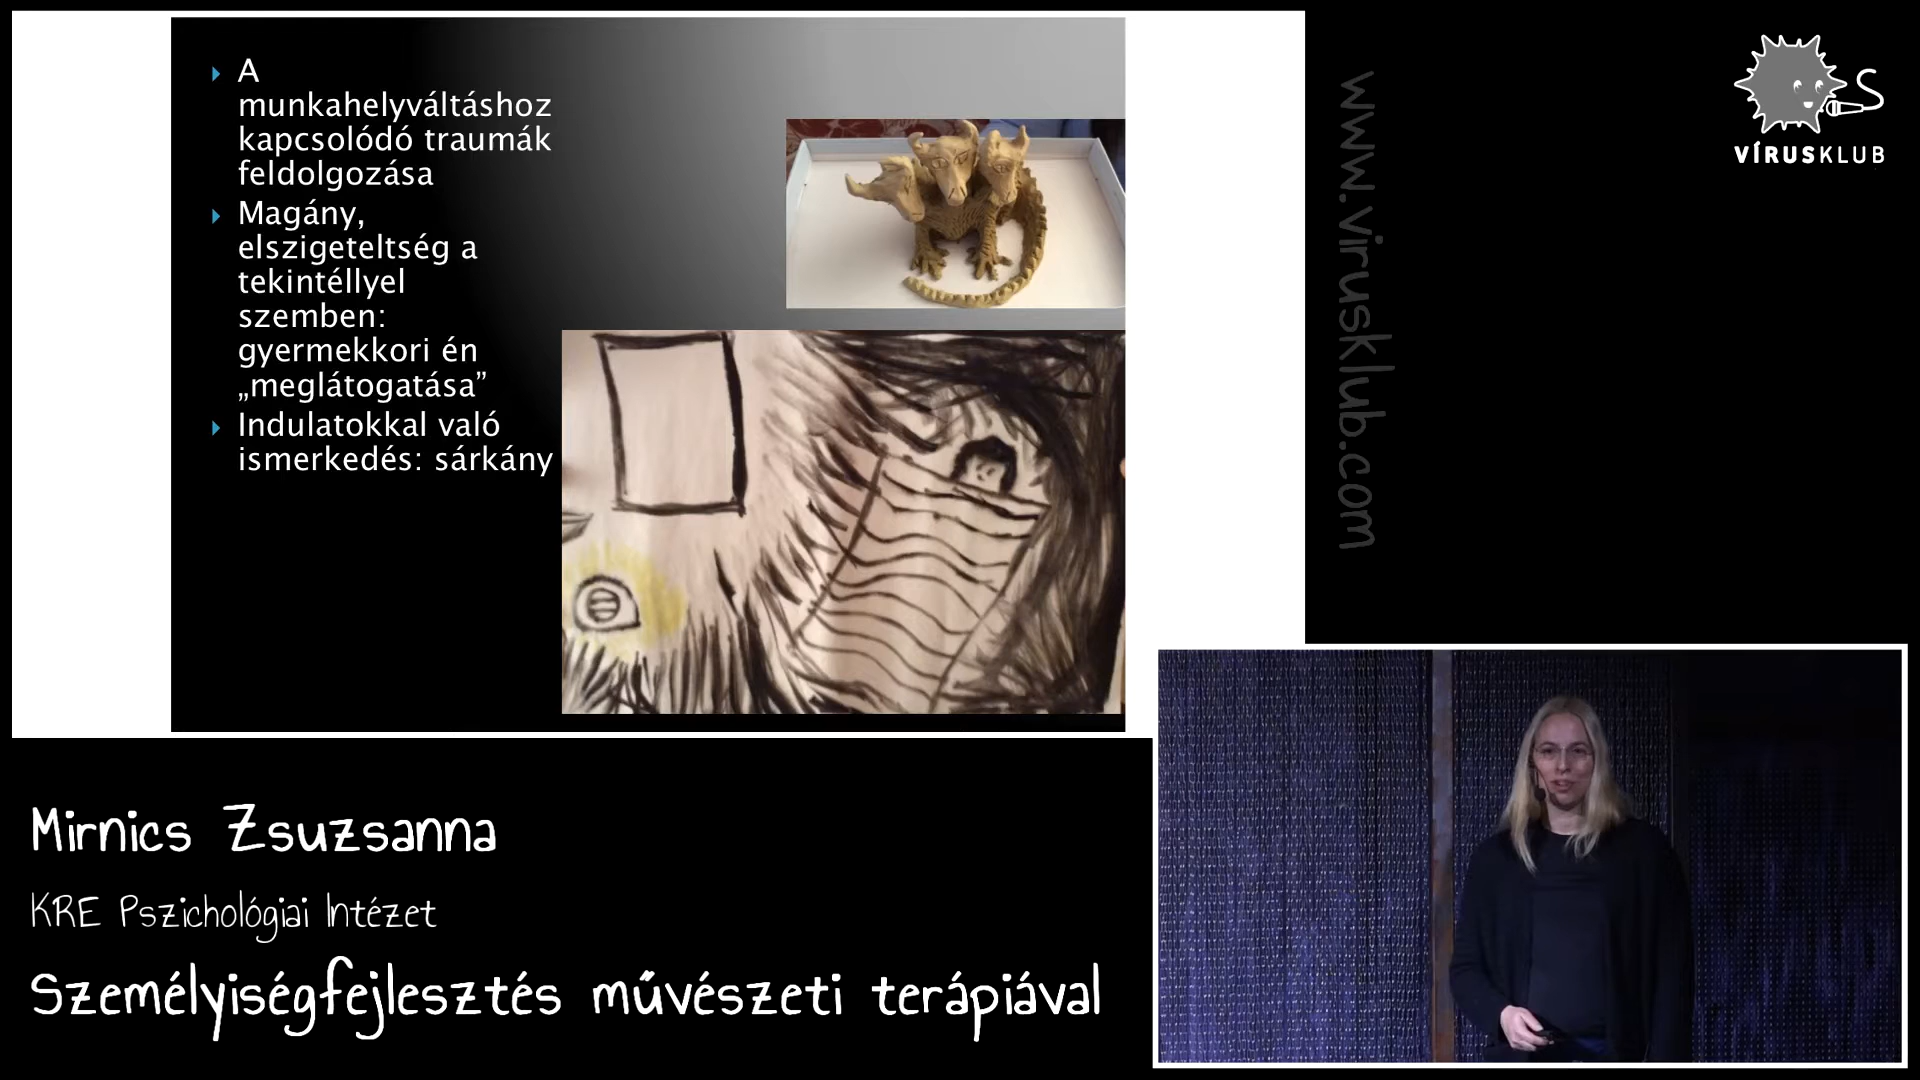 A
munkahelyváltáshoz
kapcsolódó traumák
feldolgozása
Magány,
elszigeteltség a
tekintéllyel
szemben:
gyermekkori én
„meglátogatása”
Indulatokkal való
ismerkedés: sárkány
www.virusklub.com
VÍRUSKLUB
Mirnics Zsuzsanna
KRE Pszichológiai Intézet
Személyiségfejlesztés művészeti terápiával